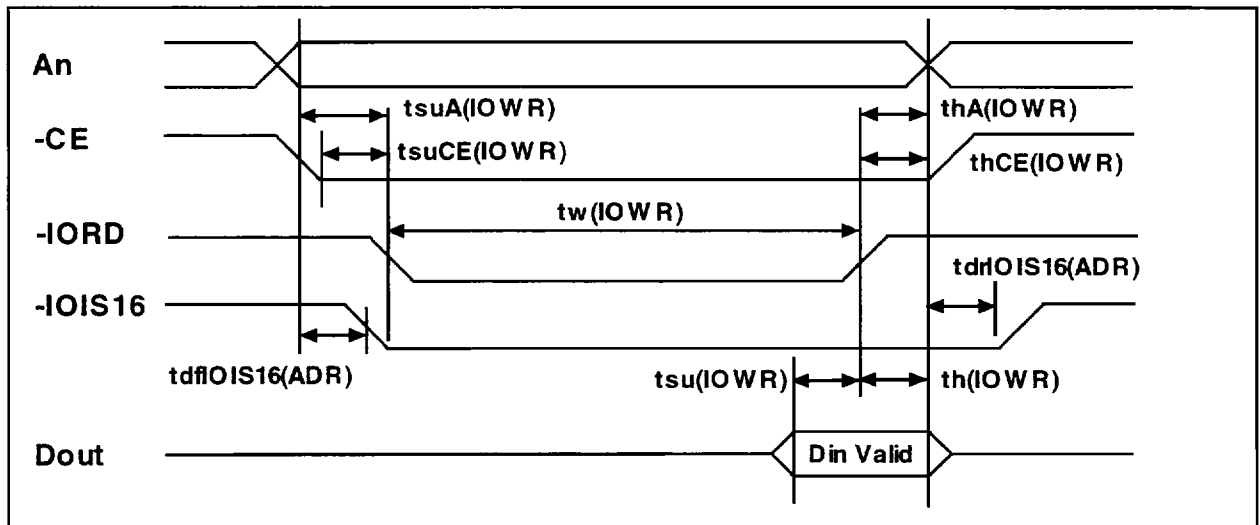 An
tsuA(IOWR)
thA(IOWR)
-CE
tsuCE(IOWR)
thCE(IOWR)
tw(IOWR)
-IORD
tdrIOIS16(ADR)
-IOIS16
tdfIOIS16(ADR)
tsu(IOWR)
th(IOWR)
Dout
Din Valid